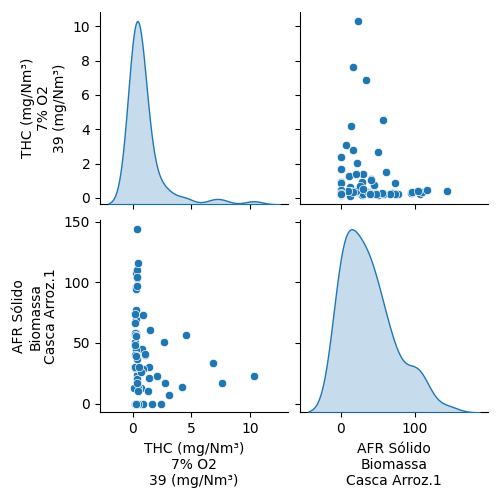 10
8
6
4
2
0
THC (mg/Nm³)
7% O2
39 (mg/Nm³)
150
100
50
0
AFR Sólido
Biomassa
Casca Arroz.1
0
5
10
THC (mg/Nm³)
7% O2
39 (mg/Nm³)
0
100
AFR Sólido
Biomassa
Casca Arroz.1